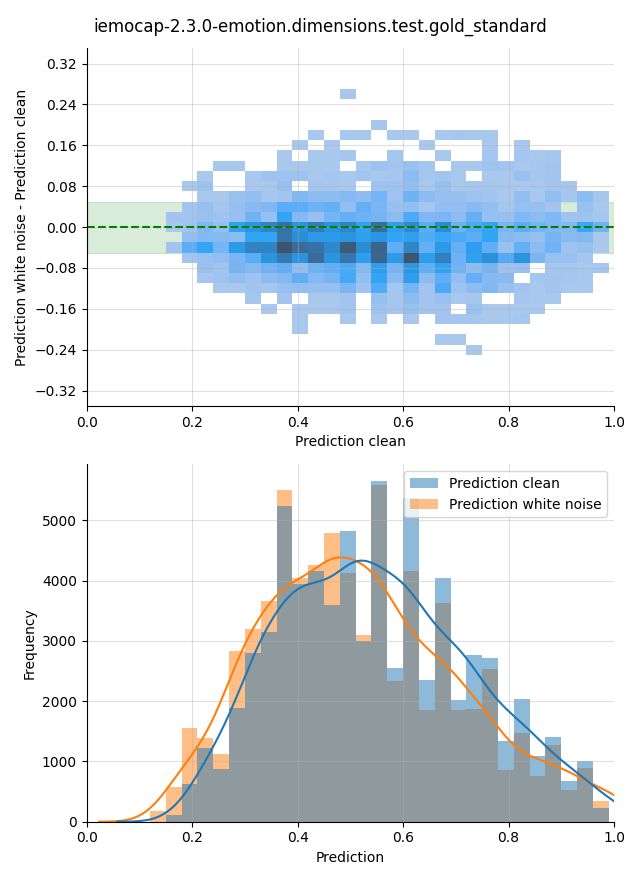 iemocap-2.3.0-emotion.dimensions.test.gold_standard
Prediction white noise - Prediction clean
0.32
0.24
0.16
0.08
0.00
−0.08
−0.16
−0.24
−0.32
0.0 0.2 0.4 0.6 0.8 1.0
Prediction clean
Prediction clean
Prediction white noise
Frequency
5000
4000
3000
2000
1000
0
0.0 0.2 0.4 0.6 0.8 1.0
Prediction